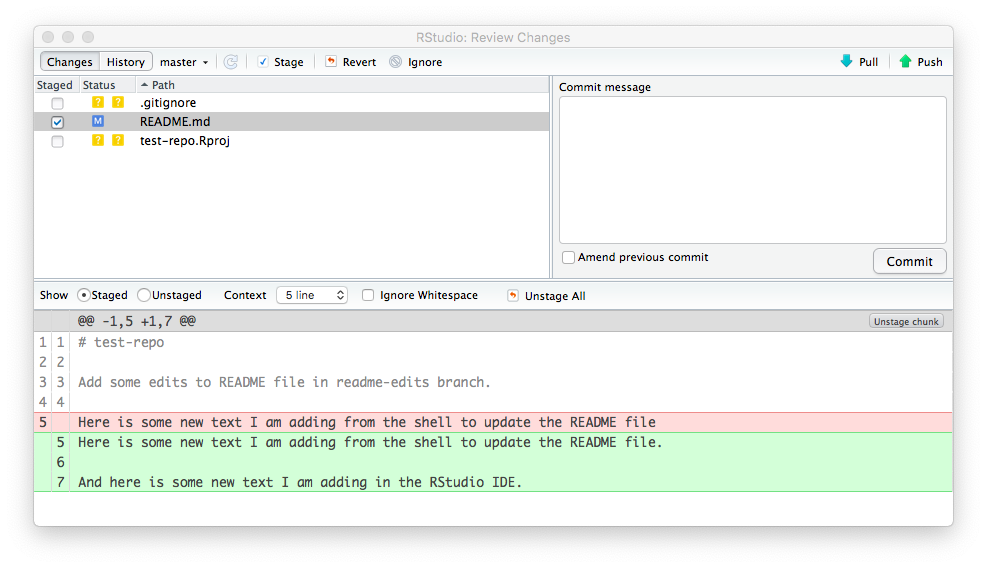 RStudio: Review Changes
Changes History master Stage Revert Ignore Pull Push
Staged Status Path
? ? .gitignore
M README.md
? ? test-repo.Rproj
Commit message
Amend previous commit
Commit
Show Staged Unstaged Context 5 line Ignore Whitespace Unstage All
@@ -1,5 +1,7 @@ Unstage chunk
1 1 # test-repo
2 2
3 3 Add some edits to README file in readme-edits branch.
4 4
5 Here is some new text I am adding from the shell to update the README file
5 Here is some new text I am adding from the shell to update the README file.
6
7 And here is some new text I am adding in the RStudio IDE.